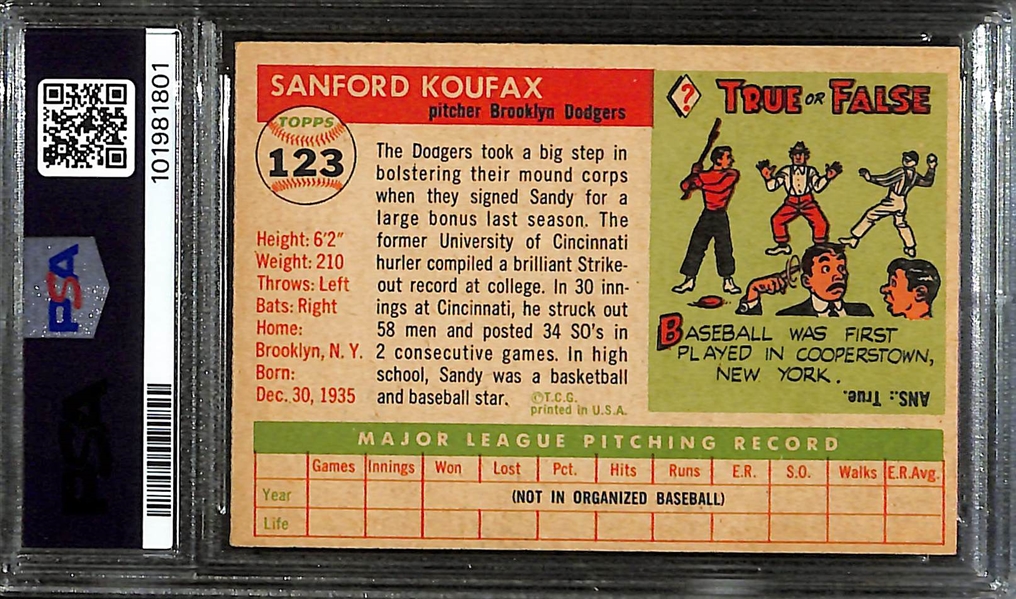 101981801
PSA
PSA
SANFORD KOUFAX
pitcher Brooklyn Dodgers
TOPPS
123
The Dodgers took a big step in
bolstering their mound corps
when they signed Sandy for a
large bonus last season. The
former University of Cincinnati
hurler compiled a brilliant Strike-
out record at college. In 30 inn-
ings at Cincinnati, he struck out
58 men and posted 34 SO's in
2 consecutive games. In high
school, Sandy was a basketball
and baseball star.
©T.C.G.
printed in U.S.A.
Height: 6'2"
Weight: 210
Throws: Left
Bats: Right
Home:
Brooklyn, N. Y.
Born:
Dec. 30, 1935
?
TRUE OR FALSE
BASEBALL WAS FIRST
PLAYED IN COOPERSTOWN,
NEW YORK.
ANS.: True.
MAJOR LEAGUE PITCHING RECORD
Games Innings Won Lost Pct. Hits Runs E.R. S.O. Walks E.R.Avg.
Year (NOT IN ORGANIZED BASEBALL)
Life